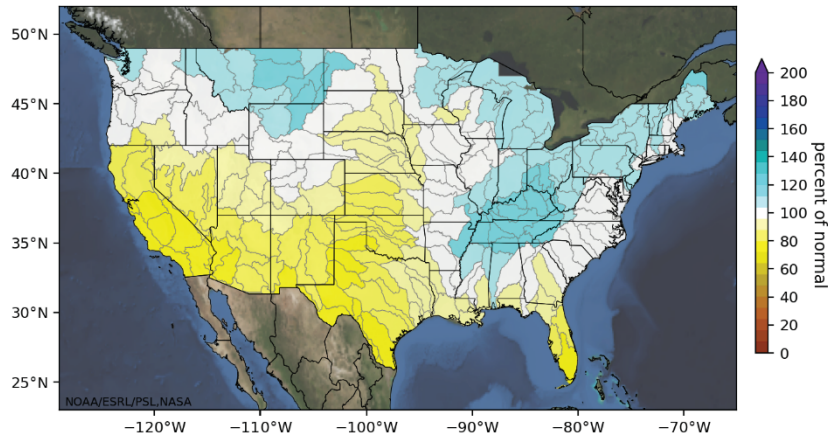 50°N
45°N
40°N
35°N
30°N
25°N
NOAA/ESRL/PSL,NASA
−120°W −110°W −100°W −90°W −80°W −70°W
200
180
160
140
120
100
80
60
40
20
0
percent of normal